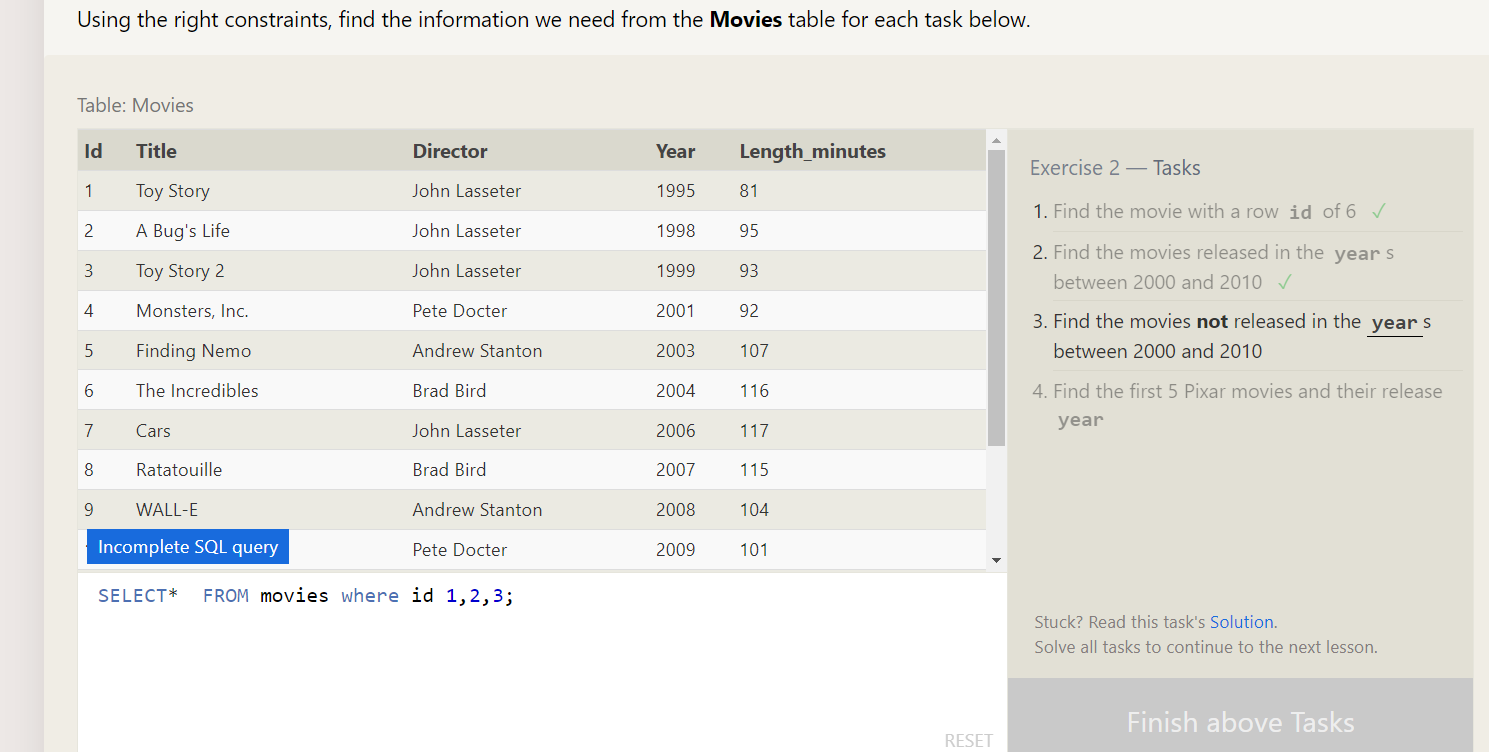 Using the right constraints, find the information we need from the Movies table for each task below.
Table: Movies
Id Title Director Year Length_minutes
1 Toy Story John Lasseter 1995 81
2 A Bug's Life John Lasseter 1998 95
3 Toy Story 2 John Lasseter 1999 93
4 Monsters, Inc. Pete Docter 2001 92
5 Finding Nemo Andrew Stanton 2003 107
6 The Incredibles Brad Bird 2004 116
7 Cars John Lasseter 2006 117
8 Ratatouille Brad Bird 2007 115
9 WALL-E Andrew Stanton 2008 104
Pete Docter 2009 101
Incomplete SQL query
SELECT* FROM movies where id 1,2,3;
RESET
Exercise 2 — Tasks
1. Find the movie with a row id of 6 ✓
2. Find the movies released in the year s
between 2000 and 2010 ✓
3. Find the movies not released in the year s
between 2000 and 2010
4. Find the first 5 Pixar movies and their release
year
Stuck? Read this task's Solution.
Solve all tasks to continue to the next lesson.
Finish above Tasks